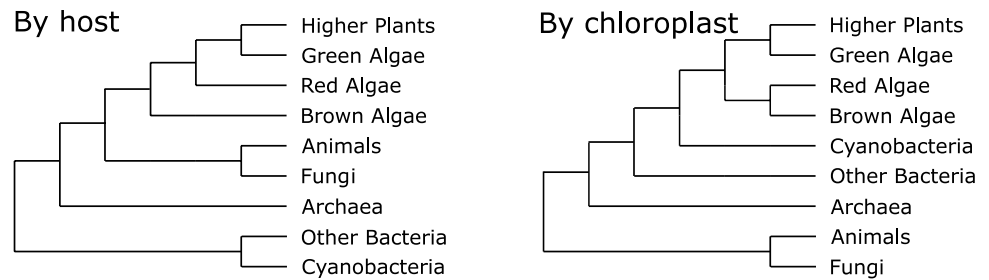 By host
Higher Plants
Green Algae
Red Algae
Brown Algae
Animals
Fungi
Archaea
Other Bacteria
Cyanobacteria
By chloroplast
Higher Plants
Green Algae
Red Algae
Brown Algae
Cyanobacteria
Other Bacteria
Archaea
Animals
Fungi